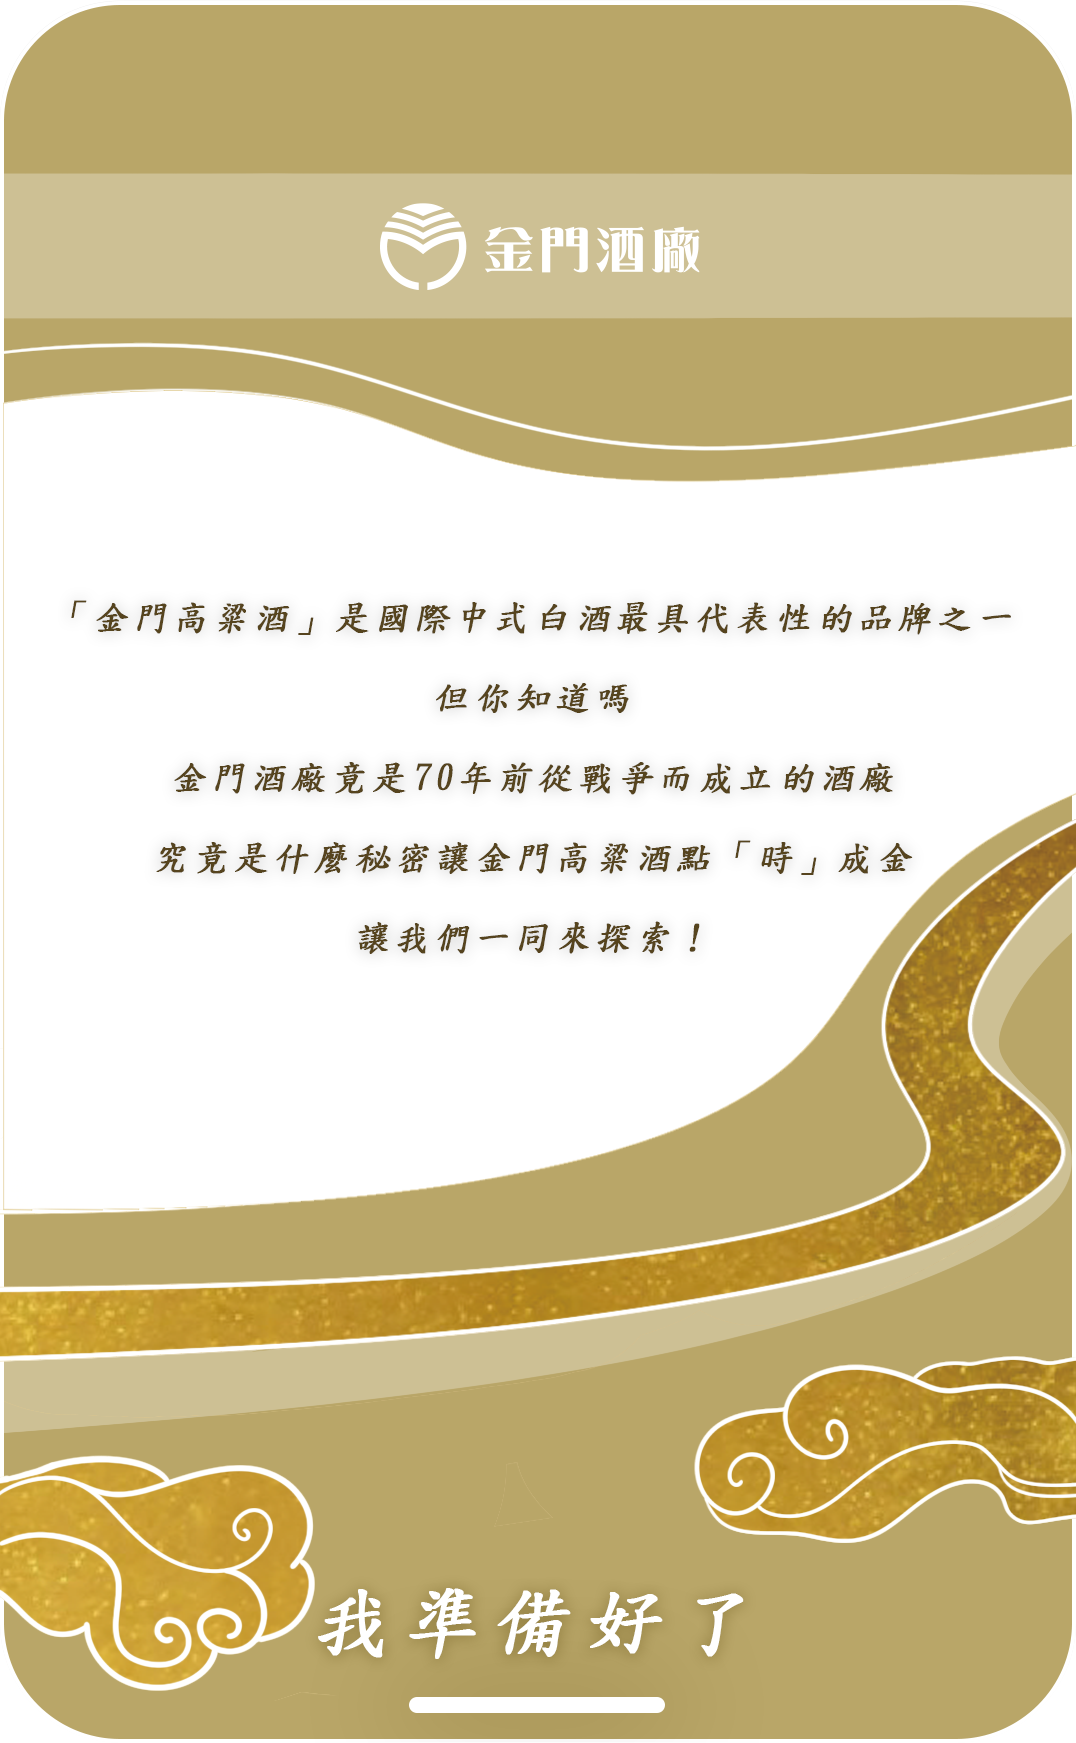 金門酒廠
「金門高粱酒」是國際中式白酒最具代表性的品牌之一
但你知道嗎
金門酒廠竟是70年前從戰爭而成立的酒廠
究竟是什麼秘密讓金門高粱酒點「時」成金
讓我們一同來探索！
我準備好了